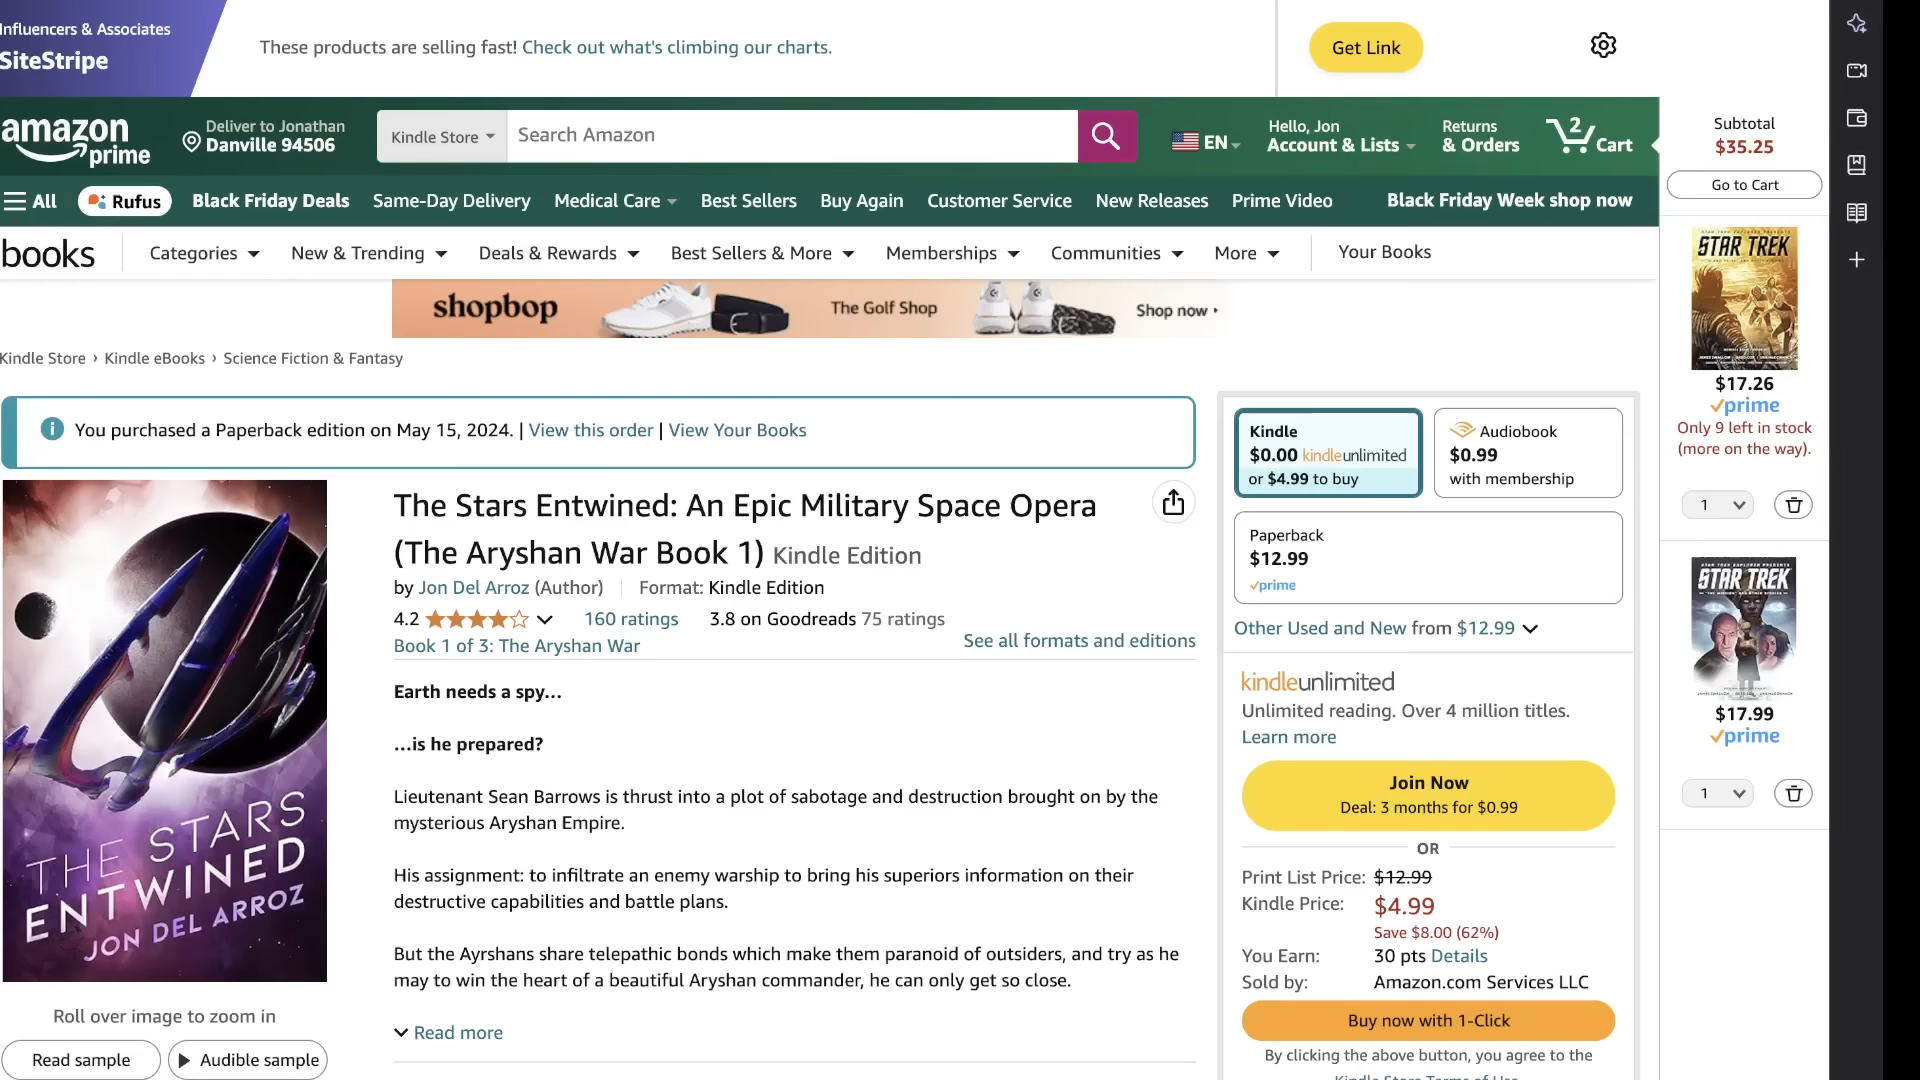 Influencers & Associates
SiteStripe
These products are selling fast! Check out what's climbing our charts.
Get Link
amazon prime
Deliver to Jonathan
Danville 94506
Kindle Store
Search Amazon
EN
Hello, Jon
Account & Lists
Returns
& Orders
2
Cart
Subtotal
$35.25
Go to Cart
All
Rufus
Black Friday Deals
Same-Day Delivery
Medical Care
Best Sellers
Buy Again
Customer Service
New Releases
Prime Video
Black Friday Week shop now
books
Categories
New & Trending
Deals & Rewards
Best Sellers & More
Memberships
Communities
More
Your Books
shopbop
The Golf Shop
Shop now
Kindle Store › Kindle eBooks › Science Fiction & Fantasy
You purchased a Paperback edition on May 15, 2024. | View this order | View Your Books
THE STARS
ENTWINED
JON DEL ARROZ
Roll over image to zoom in
Read sample
Audible sample
The Stars Entwined: An Epic Military Space Opera
(The Aryshan War Book 1) Kindle Edition
by Jon Del Arroz (Author)
Format: Kindle Edition
4.2
160 ratings
3.8 on Goodreads 75 ratings
Book 1 of 3: The Aryshan War
See all formats and editions
Earth needs a spy...
...is he prepared?
Lieutenant Sean Barrows is thrust into a plot of sabotage and destruction brought on by the
mysterious Aryshan Empire.
His assignment: to infiltrate an enemy warship to bring his superiors information on their
destructive capabilities and battle plans.
But the Ayrshans share telepathic bonds which make them paranoid of outsiders, and try as he
may to win the heart of a beautiful Aryshan commander, he can only get so close.
Read more
Kindle
$0.00 kindleunlimited
or $4.99 to buy
Audiobook
$0.99
with membership
Paperback
$12.99
prime
Other Used and New from $12.99
kindleunlimited
Unlimited reading. Over 4 million titles.
Learn more
Join Now
Deal: 3 months for $0.99
OR
Print List Price: $12.99
Kindle Price: $4.99
Save $8.00 (62%)
You Earn: 30 pts Details
Sold by: Amazon.com Services LLC
Buy now with 1-Click
By clicking the above button, you agree to the
Kindle Store Terms of Use
STAR TREK
$17.26
prime
Only 9 left in stock
(more on the way).
1
STAR TREK
$17.99
prime
1